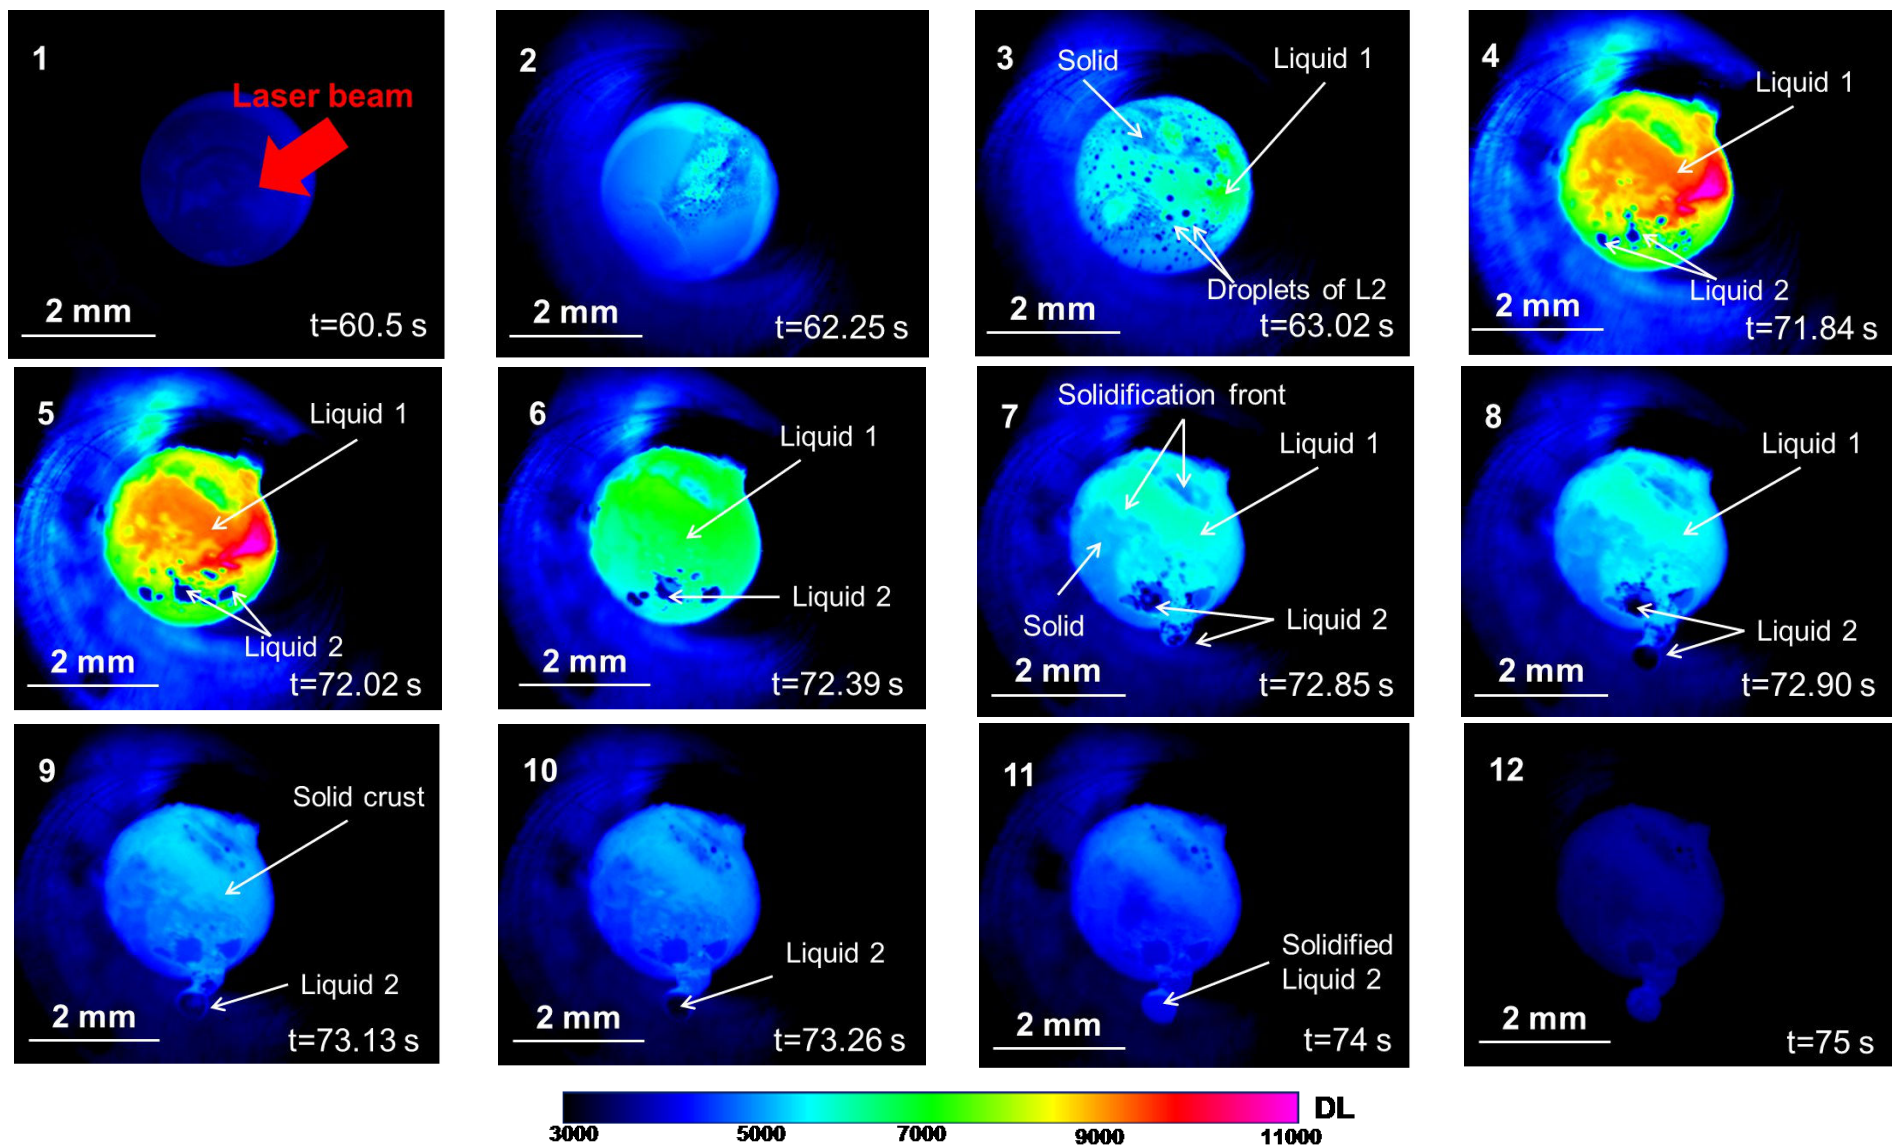 1
Laser beam
2 mm
t=60.5 s
2
2 mm
t=62.25 s
3
Solid
Liquid 1
Droplets of L2
2 mm
t=63.02 s
4
Liquid 1
Liquid 2
2 mm
t=71.84 s
5
Liquid 1
Liquid 2
2 mm
t=72.02 s
6
Liquid 1
Liquid 2
2 mm
t=72.39 s
7
Solidification front
Liquid 1
Solid
Liquid 2
2 mm
t=72.85 s
8
Liquid 1
Liquid 2
2 mm
t=72.90 s
9
Solid crust
Liquid 2
2 mm
t=73.13 s
10
Liquid 2
2 mm
t=73.26 s
11
Solidified
Liquid 2
2 mm
t=74 s
12
2 mm
t=75 s
DL
3000 5000 7000 9000 11000